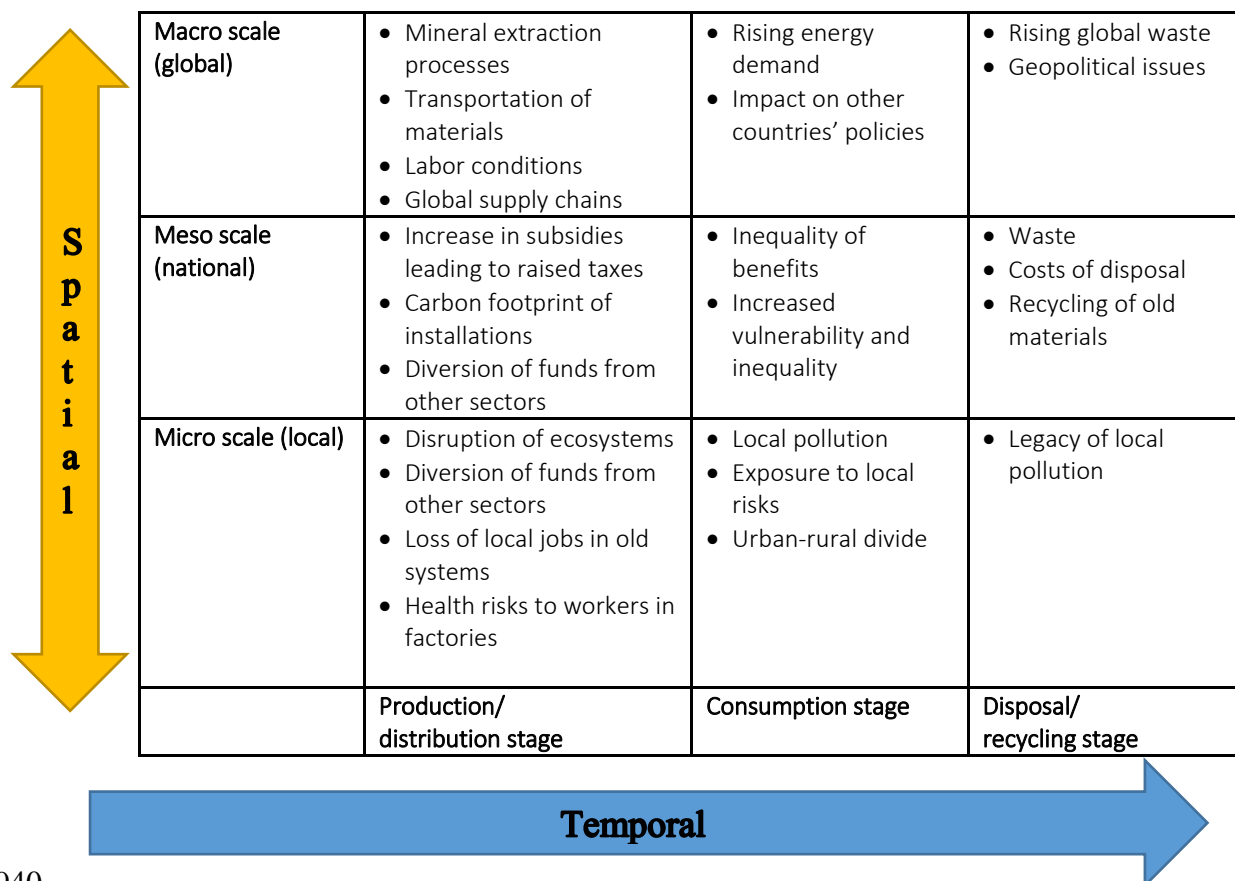 Macro scale
(global)
• Mineral extraction
processes
• Transportation of
materials
• Labor conditions
• Global supply chains
• Rising energy
demand
• Impact on other
countries’ policies
• Rising global waste
• Geopolitical issues
Meso scale
(national)
• Increase in subsidies
leading to raised taxes
• Carbon footprint of
installations
• Diversion of funds from
other sectors
• Inequality of
benefits
• Increased
vulnerability and
inequality
• Waste
• Costs of disposal
• Recycling of old
materials
Micro scale (local)
• Disruption of ecosystems
• Diversion of funds from
other sectors
• Loss of local jobs in old
systems
• Health risks to workers in
factories
• Local pollution
• Exposure to local
risks
• Urban-rural divide
• Legacy of local
pollution
Production/
distribution stage
Consumption stage
Disposal/
recycling stage
Spatial
Temporal